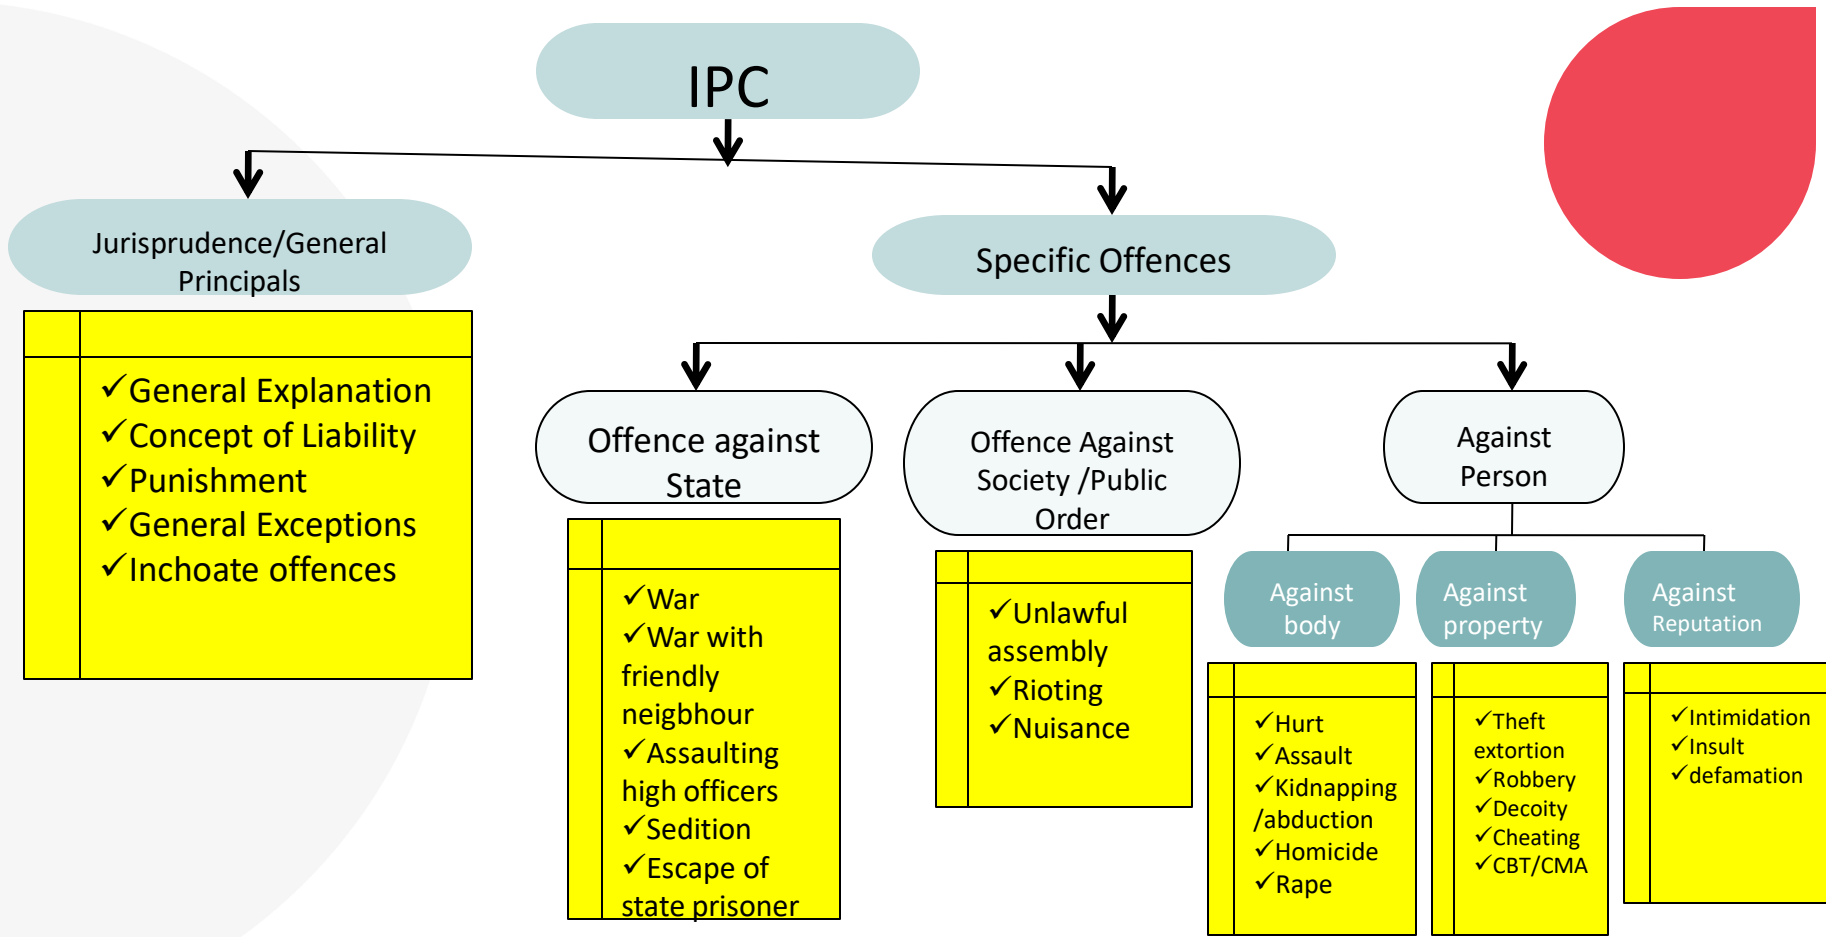 IPC
Jurisprudence/General
Principals
✓General Explanation
✓Concept of Liability
✓Punishment
✓General Exceptions
✓Inchoate offences
Specific Offences
Offence against
State
✓War
✓War with
friendly
neigbhour
✓Assaulting
high officers
✓Sedition
✓Escape of
state prisoner
Offence Against
Society /Public
Order
✓Unlawful
assembly
✓Rioting
✓Nuisance
Against
Person
Against
body
✓Hurt
✓Assault
✓Kidnapping
/abduction
✓Homicide
✓Rape
Against
property
✓Theft
extortion
✓Robbery
✓Decoity
✓Cheating
✓CBT/CMA
Against
Reputation
✓Intimidation
✓Insult
✓defamation